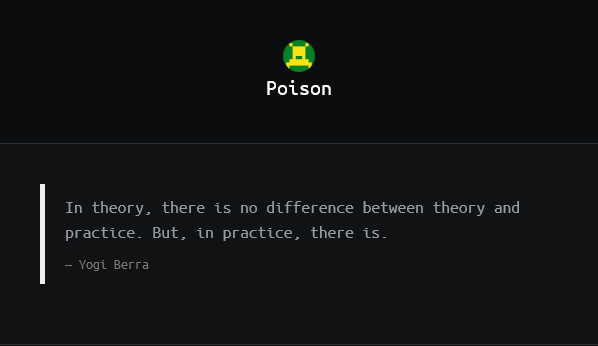 Poison
In theory, there is no difference between theory and
practice. But, in practice, there is.
— Yogi Berra